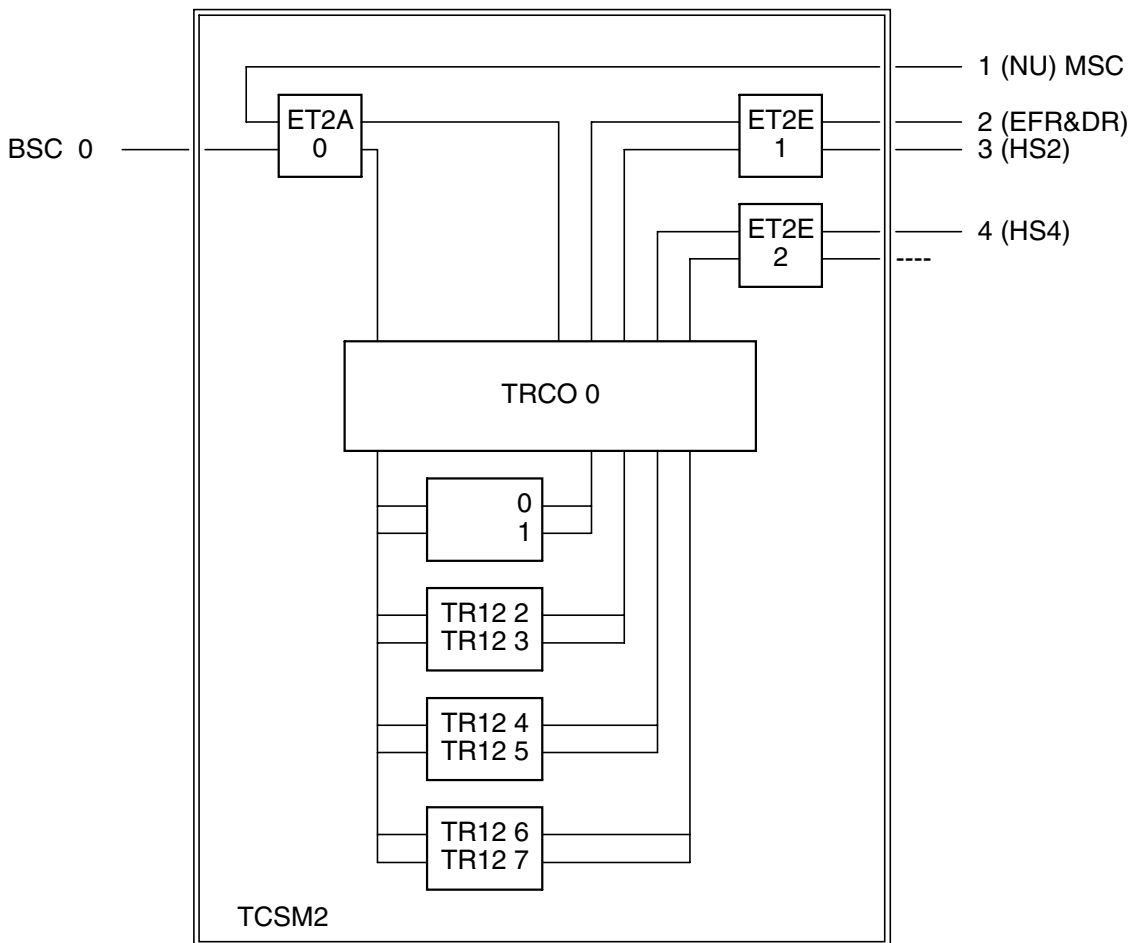 1 (NU) MSC
ET2A
0
ET2E
1
2 (EFR&DR)
3 (HS2)
BSC 0
ET2E
2
4 (HS4)
----
TRCO 0
0
1
TR12 2
TR12 3
TR12 4
TR12 5
TR12 6
TR12 7
TCSM2